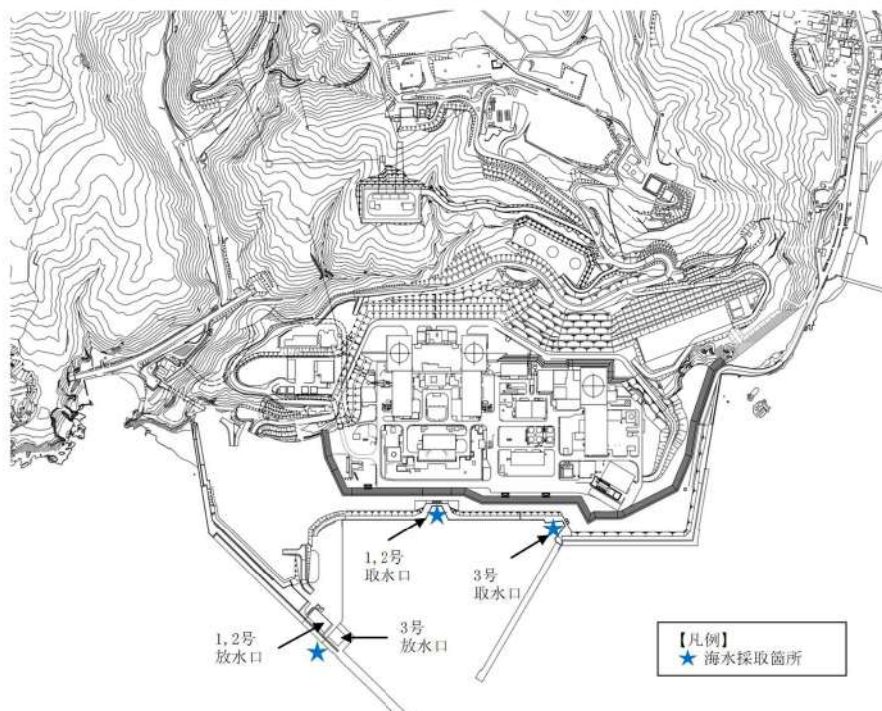 1,2号
取水口
3号
取水口
1,2号
放水口
3号
放水口
【凡例】
★ 海水採取箇所